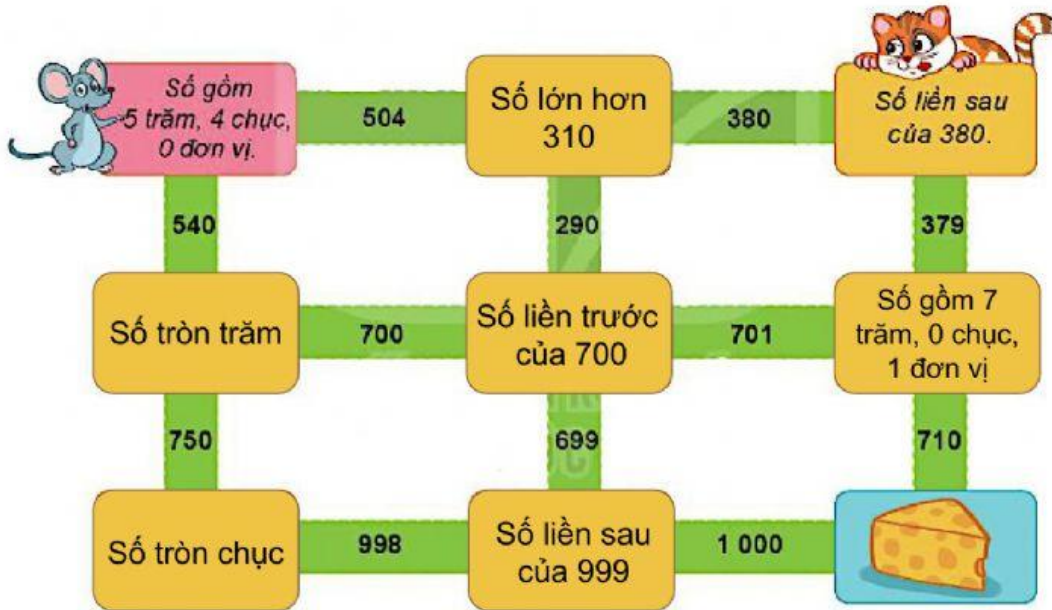 Số gồm
5 trăm, 4 chục,
0 đơn vị.
504
Số lớn hơn
310
380
Số liền sau
của 380.
540
290
379
Số tròn trăm
700
Số liền trước
của 700
701
Số gồm 7
trăm, 0 chục,
1 đơn vị
750
699
710
Số tròn chục
998
Số liền sau
của 999
1 000